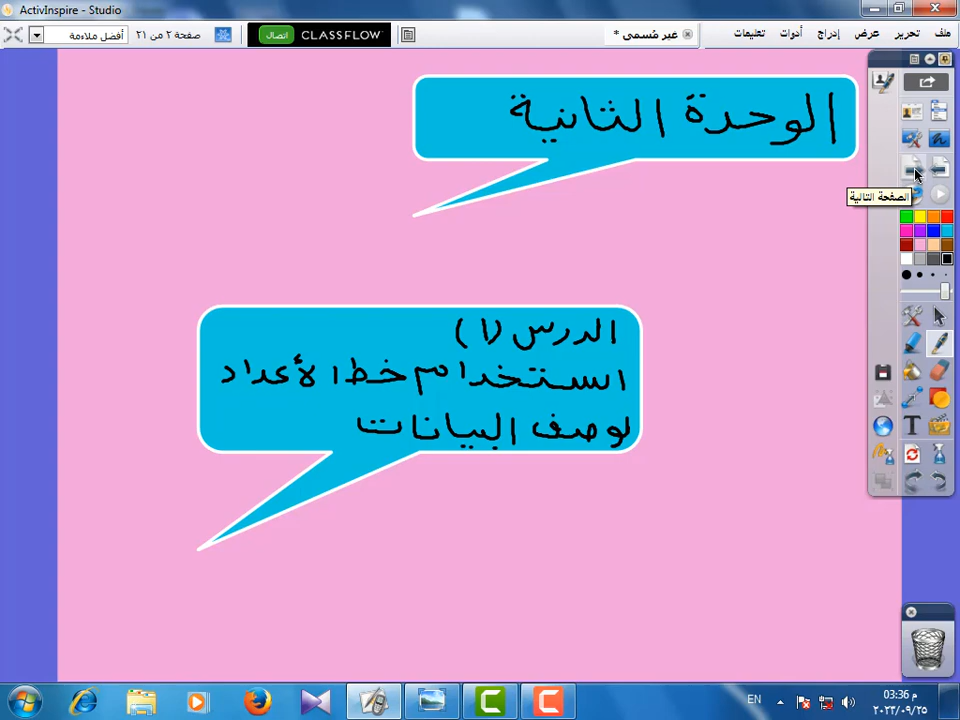 ActivInspire - Studio
ملف تحرير عرض إدراج أدوات تعليمات
غير مُسمى *
CLASSFLOW اتصال
صفحة ٢ من ٢١
أفضل ملاءمة
الوحدة الثانية
الصفحة التالية
الدرس (١)
استخدام خط الأعداد
لوصف البيانات
EN
03:36 م
٢٠٢٣/٠٩/٢٥